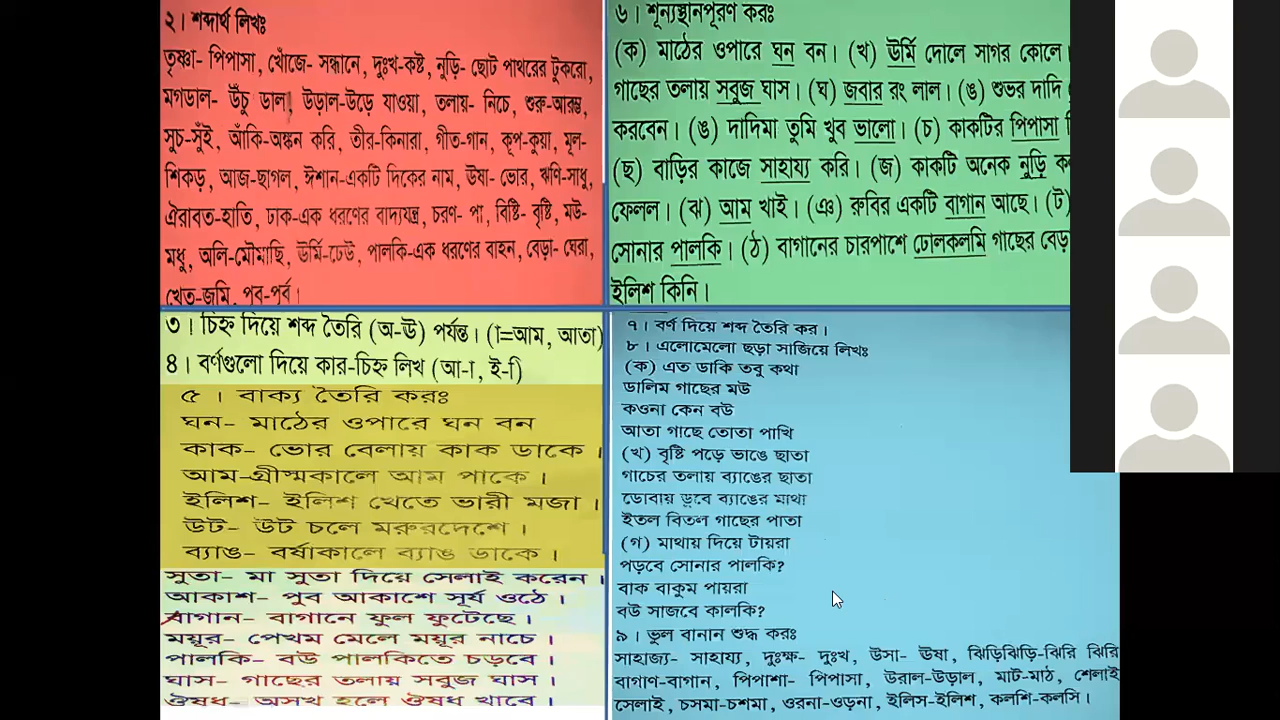 ২। শব্দার্থ লিখঃ
তৃষ্ণা- পিপাসা, খোঁজে- সন্ধানে, দুঃখ-কষ্ট, নুড়ি- ছোট পাথরের টুকরো,
মগডাল- উঁচু ডাল, উড়াল-উড়ে যাওয়া, তলায়- নিচে, শুরু-আরম্ভ,
সুচ-সুঁই, আঁকি-অঙ্কন করি, তীর-কিনারা, গীত-গান, কূপ-কুয়া, মূল-
শিকড়, আজ-ছাগল, ঈশান-একটি দিকের নাম, ঊষা- ভোর, ঋণি-সাধু,
ঐরাবত-হাতি, ঢাক-এক ধরণের বাদ্যযন্ত্র, চরণ- পা, বিষ্টি- বৃষ্টি, মউ-
মধু, অলি-মৌমাছি, ঊর্মি-ঢেউ, পালকি-এক ধরণের বাহন, বেড়া- ঘেরা,
খেত-জমি, পুব-পূর্ব।
৩। চিহ্ন দিয়ে শব্দ তৈরি (অ-ঊ) পর্যন্ত। (া=আম, আতা)
৪। বর্ণগুলো দিয়ে কার-চিহ্ন লিখ (আ-া, ই-ি)
৫। বাক্য তৈরি করঃ
ঘন- মাঠের ওপারে ঘন বন
কাক- ভোর বেলায় কাক ডাকে।
আম-গ্রীষ্মকালে আম পাকে।
ইলিশ- ইলিশ খেতে ভারী মজা।
উট- উট চলে মরুরদেশে।
ব্যাঙ- বর্ষাকালে ব্যাঙ ডাকে।
সুতা- মা সুতা দিয়ে সেলাই করেন।
আকাশ- পুব আকাশে সূর্য ওঠে।
বাগান- বাগানে ফুল ফুটেছে।
ময়ূর- পেখম মেলে ময়ূর নাচে।
পালকি- বউ পালকিতে চড়বে।
ঘাস- গাছের তলায় সবুজ ঘাস।
ঔষধ- অসুখ হলে ঔষধ খাবে।
৬। শূন্যস্থানপূরণ করঃ
(ক) মাঠের ওপারে ঘন বন। (খ) ঊর্মি দোলে সাগর কোলে।
গাছের তলায় সবুজ ঘাস। (ঘ) জবার রং লাল। (ঙ) শুভর দাদি
করবেন। (ঙ) দাদিমা তুমি খুব ভালো। (চ) কাকটির পিপাসা
(ছ) বাড়ির কাজে সাহায্য করি। (জ) কাকটি অনেক নুড়ি
ফেলল। (ঝ) আম খাই। (ঞ) রুবির একটি বাগান আছে। (ট)
সোনার পালকি। (ঠ) বাগানের চারপাশে ঢোলকলমি গাছের
ইলিশ কিনি।
৭। বর্ণ দিয়ে শব্দ তৈরি কর।
৮। এলোমেলো ছড়া সাজিয়ে লিখঃ
(ক) এত ডাকি তবু কথা
ডালিম গাছের মউ
কওনা কেন বউ
আতা গাছে তোতা পাখি
(খ) বৃষ্টি পড়ে ভাঙে ছাতা
গাচের তলায় ব্যাঙের ছাতা
ডোবায় ডুবে ব্যাঙের মাথা
ইতল বিতল গাছের পাতা
(গ) মাথায় দিয়ে টায়রা
পড়বে সোনার পালকি?
বাক বাকুম পায়রা
বউ সাজবে কালকি?
৯। ভুল বানান শুদ্ধ করঃ
সাহাজ্য- সাহায্য, দুঃক্ষ- দুঃখ, উসা- ঊষা, ঝিড়িঝিড়ি-ঝিরি ঝিরি
বাগাণ-বাগান, পিপাশা- পিপাসা, উরাল-উড়াল, মাট-মাঠ, শেলাই
সেলাই, চসমা-চশমা, ওরনা-ওড়না, ইলিস-ইলিশ, কলশি-কলসি।